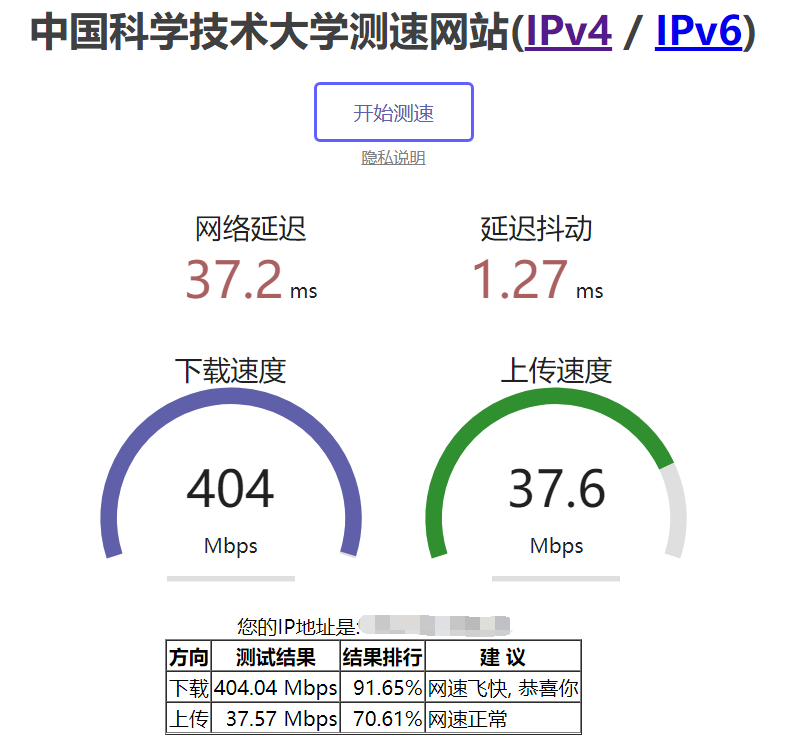 中国科学技术大学测速网站(IPv4 / IPv6)
开始测速
隐私说明
网络延迟 延迟抖动
37.2 ms 1.27 ms
下载速度 上传速度
404 37.6
Mbps Mbps
您的IP地址是:
方向 测试结果 结果排行 建 议
下载 404.04 Mbps 91.65% 网速飞快, 恭喜你
上传 37.57 Mbps 70.61% 网速正常